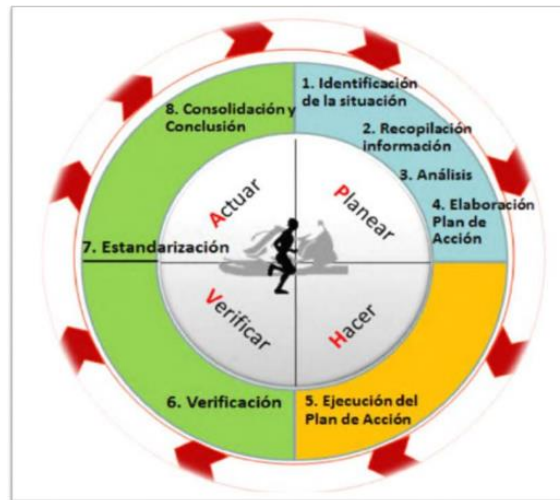 1. Identificación
de la situación
2. Recopilación
información
3. Análisis
4. Elaboración
Plan de
Acción
5. Ejecución del
Plan de Acción
6. Verificación
7. Estandarización
8. Consolidación y
Conclusión
Planear
Hacer
Verificar
Actuar